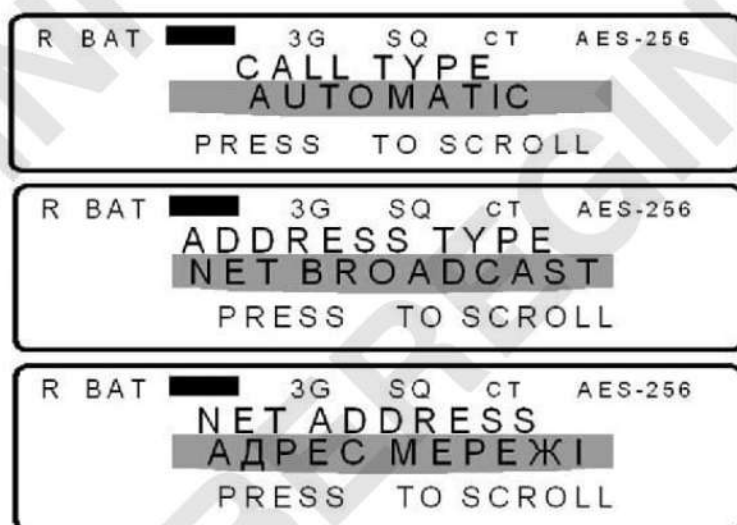 R BAT 3G SQ CT AES-256
CALL TYPE
AUTOMATIC
PRESS TO SCROLL
R BAT 3G SQ CT AES-256
ADDRESS TYPE
NET BROADCAST
PRESS TO SCROLL
R BAT 3G SQ CT AES-256
NET ADDRESS
АДРЕС МЕРЕЖІ
PRESS TO SCROLL